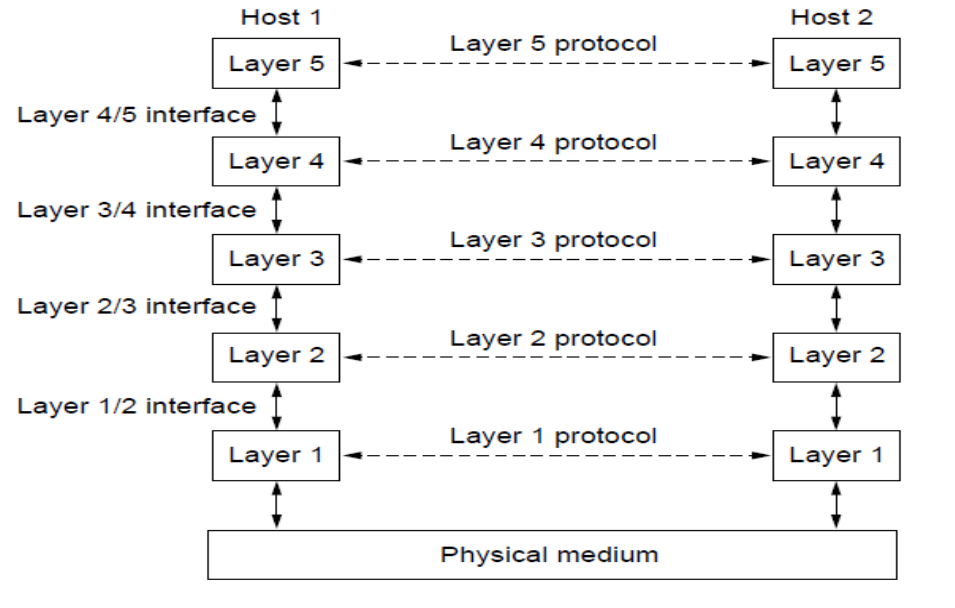 Host 1 Host 2
Layer 5 protocol
Layer 5 Layer 5
Layer 4/5 interface
Layer 4 protocol
Layer 4 Layer 4
Layer 3/4 interface
Layer 3 protocol
Layer 3 Layer 3
Layer 2/3 interface
Layer 2 protocol
Layer 2 Layer 2
Layer 1/2 interface
Layer 1 protocol
Layer 1 Layer 1
Physical medium